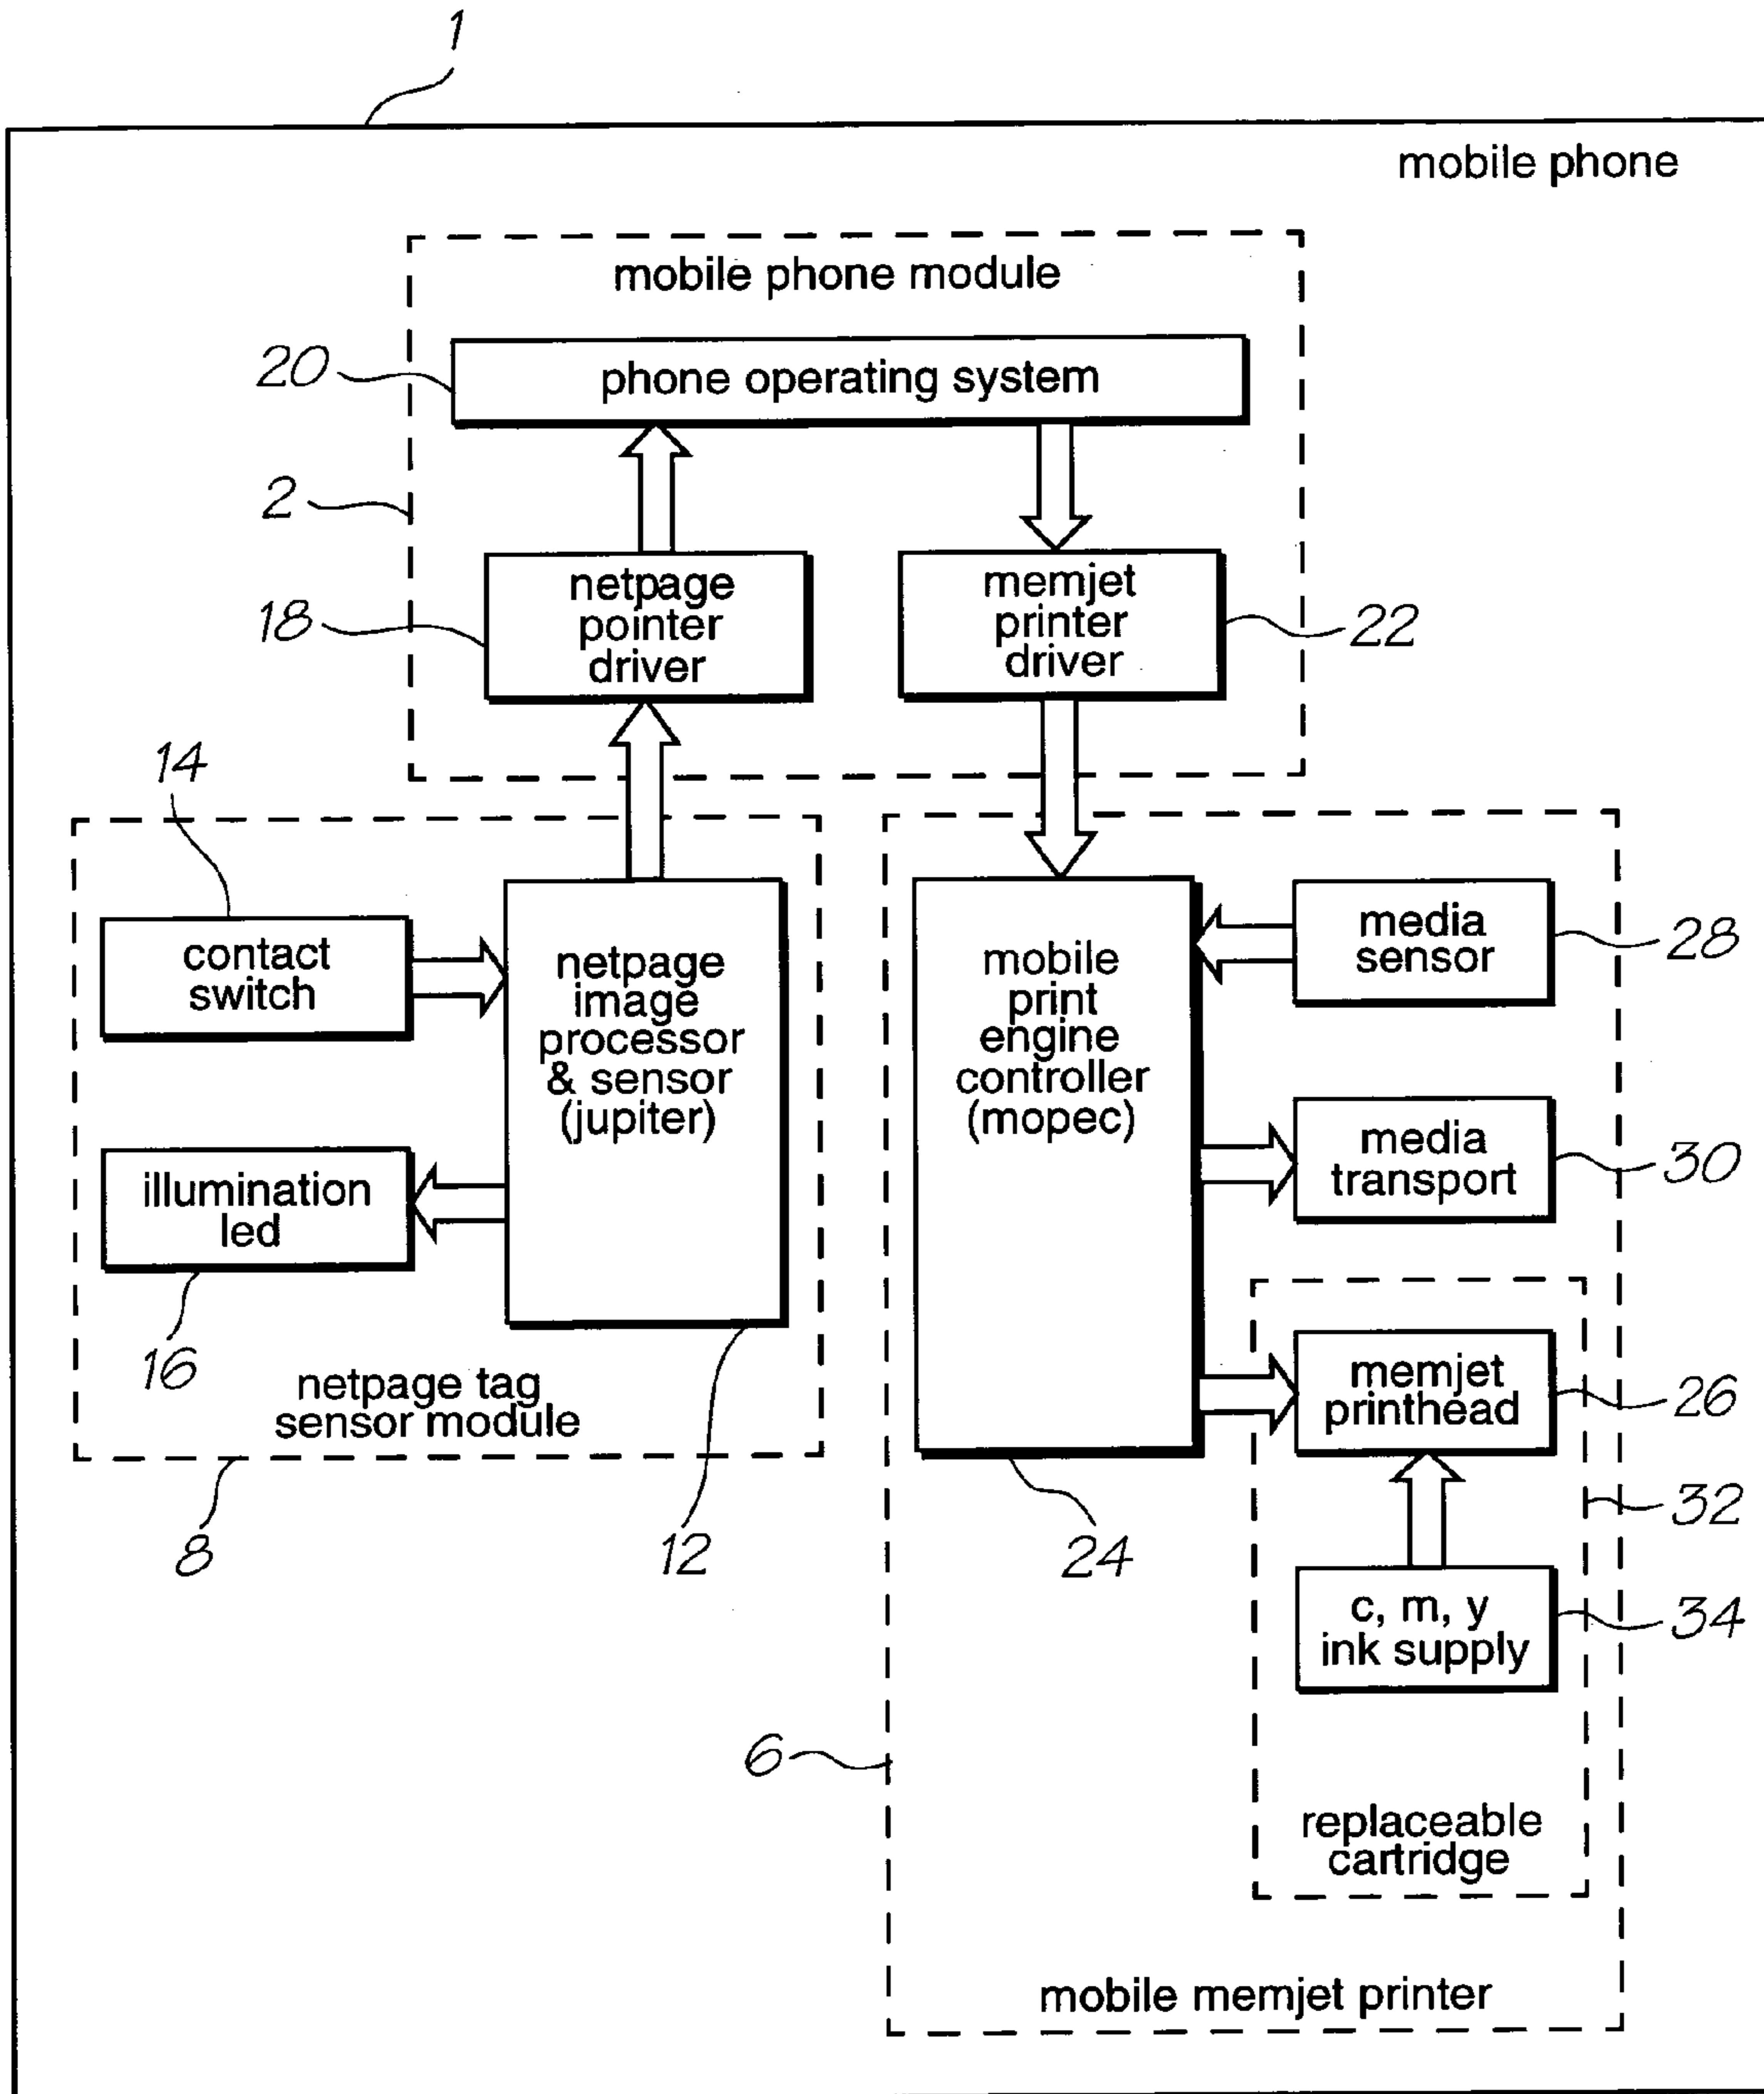 1
mobile phone
mobile phone module
20
phone operating system
2
18
netpage
pointer
driver
memjet
printer
driver
22
14
contact
switch
netpage
image
processor
& sensor
(jupiter)
illumination
led
16
netpage tag
sensor module
8
12
mobile
print
engine
controller
(mopec)
24
media
sensor
28
media
transport
30
memjet
printhead
26
32
c, m, y
ink supply
34
6
replaceable
cartridge
mobile memjet printer